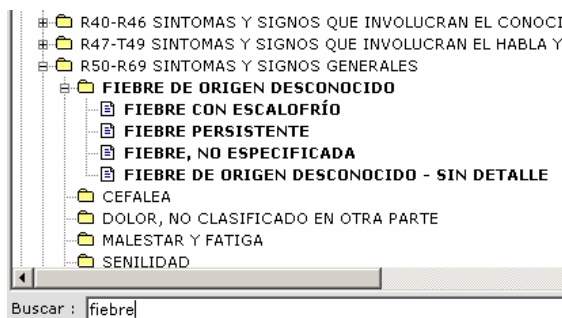 R40-R46 SINTOMAS Y SIGNOS QUE INVOLUCRAN EL CONOCI
R47-T49 SINTOMAS Y SIGNOS QUE INVOLUCRAN EL HABLA Y
R50-R69 SINTOMAS Y SIGNOS GENERALES
FIEBRE DE ORIGEN DESCONOCIDO
FIEBRE CON ESCALOFRÍO
FIEBRE PERSISTENTE
FIEBRE, NO ESPECIFICADA
FIEBRE DE ORIGEN DESCONOCIDO - SIN DETALLE
CEFALEA
DOLOR, NO CLASIFICADO EN OTRA PARTE
MALESTAR Y FATIGA
SENILIDAD
Buscar : fiebre